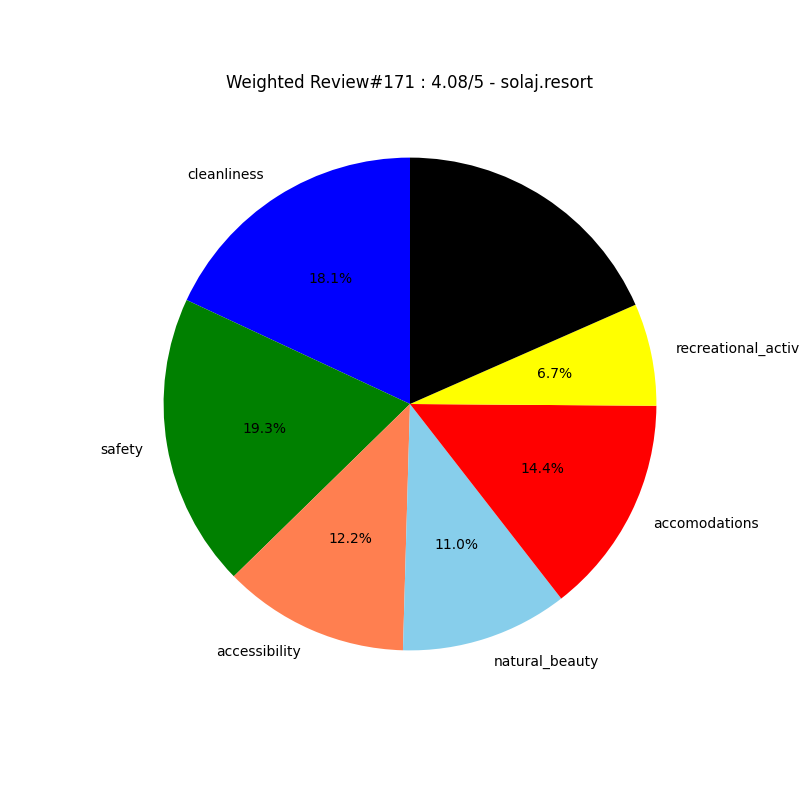 Weighted Review#171 : 4.08/5 - solaj.resort
cleanliness
18.1%
recreational_activ
6.7%
safety
19.3%
14.4%
accomodations
12.2%
11.0%
accessibility
natural_beauty